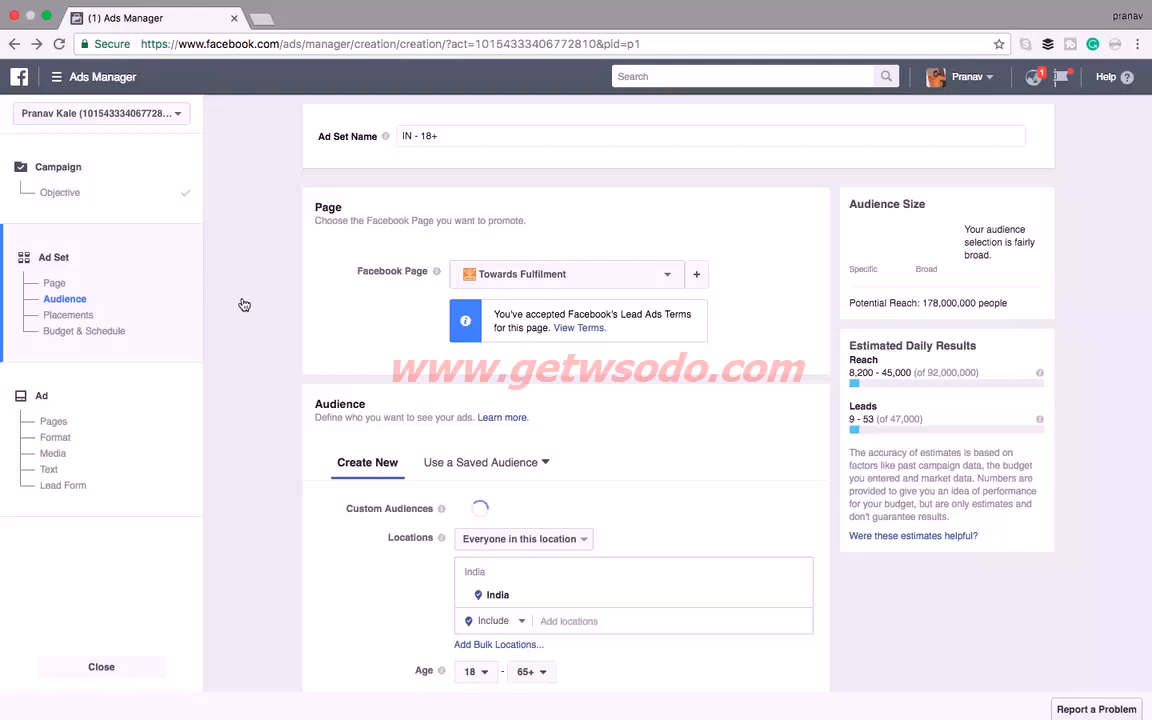 (1) Ads Manager
pranav
Secure https://www.facebook.com/ads/manager/creation/creation/?act=10154333406772810&pid=p1
Ads Manager
Search
Pranav
1
Help
Pranav Kale (101543334067728...
Campaign
Objective
Ad Set
Page
Audience
Placements
Budget & Schedule
Ad
Pages
Format
Media
Text
Lead Form
Close
Ad Set Name IN - 18+
Page
Choose the Facebook Page you want to promote.
Facebook Page Towards Fulfilment +
You've accepted Facebook's Lead Ads Terms
for this page. View Terms.
www.getwsodo.com
Audience
Define who you want to see your ads. Learn more.
Create New Use a Saved Audience
Custom Audiences
Locations Everyone in this location
India
India
Include Add locations
Add Bulk Locations...
Age 18 - 65+
Audience Size
Your audience
selection is fairly
broad.
Specific Broad
Potential Reach: 178,000,000 people
Estimated Daily Results
Reach
8,200 - 45,000 (of 92,000,000)
Leads
9 - 53 (of 47,000)
The accuracy of estimates is based on
factors like past campaign data, the budget
you entered and market data. Numbers are
provided to give you an idea of performance
for your budget, but are only estimates and
don't guarantee results.
Were these estimates helpful?
Report a Problem